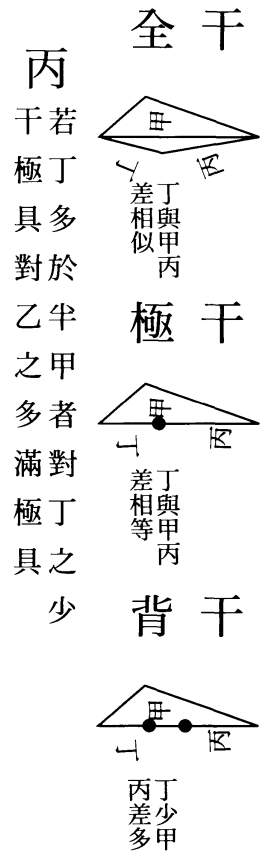 干全
甲
丙
丁
丁與甲丙
差相似
干極
甲
丙
丁
丁與甲丙
差相等
干背
甲
丙
丁
丁少甲
丙差多
丙
若丁多於半甲者對丁之少
干極具對乙之多滿極具